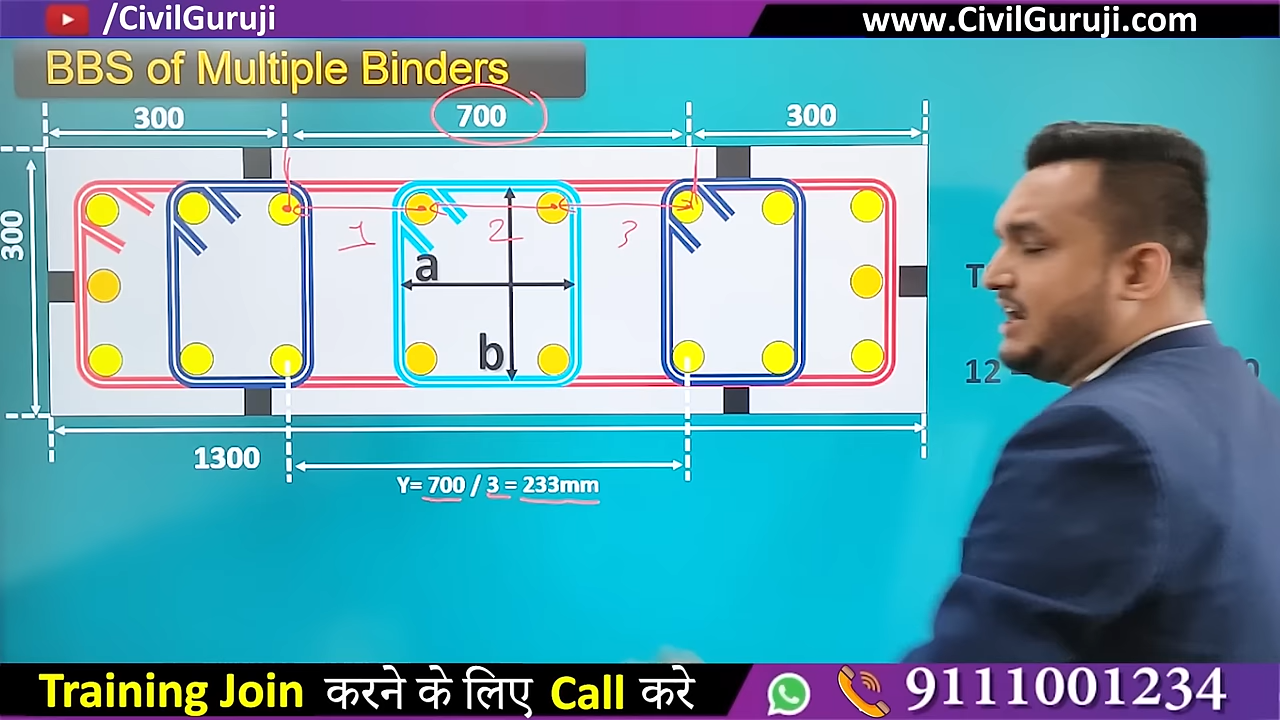 /CivilGuruji
www.CivilGuruji.com
BBS of Multiple Binders
300
700
300
300
1
2
3
a
b
1300
Y= 700 / 3 = 233mm
12
Training Join करने के लिए Call करे
9111001234